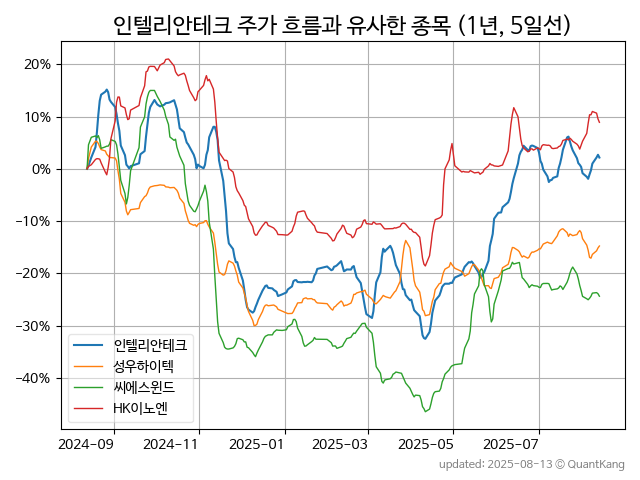 인텔리안테크 주가 흐름과 유사한 종목 (1년, 5일선)
20%
10%
0%
−10%
−20%
−30%
−40%
인텔리안테크
성우하이텍
씨에스윈드
HK이노엔
2024-09
2024-11
2025-01
2025-03
2025-05
2025-07
updated: 2025-08-13 © QuantKang